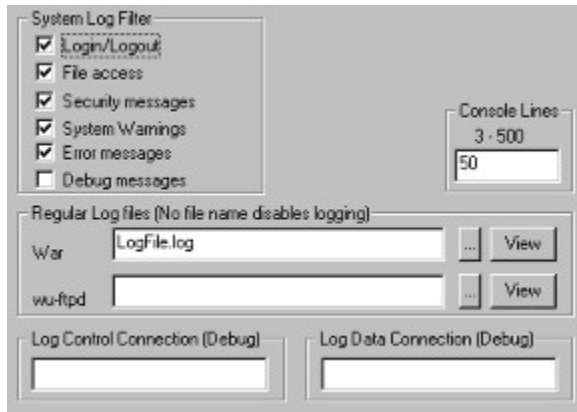 System Log Filter
Login/Logout
File access
Security messages
System Warnings
Error messages
Debug messages
Console Lines
3 - 500
50
Regular Log files (No file name disables logging)
War
LogFile.log
...
View
wu-ftpd
...
View
Log Control Connection (Debug)
Log Data Connection (Debug)